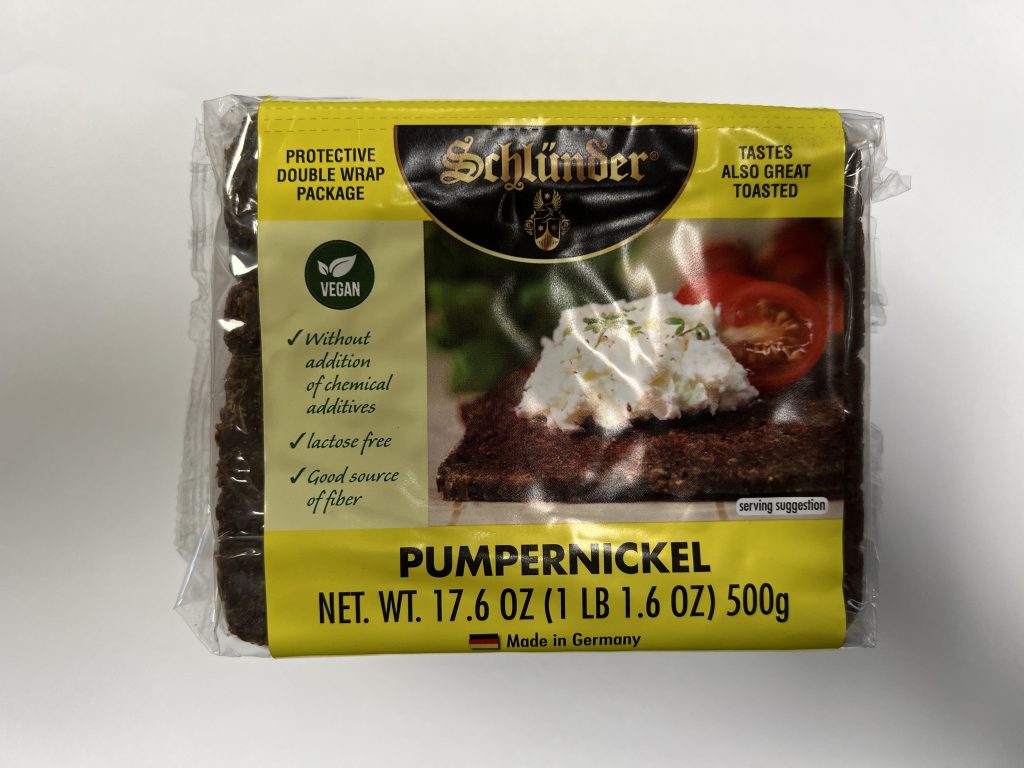 PROTECTIVE
DOUBLE WRAP
PACKAGE
Schlünder®
TASTES
ALSO GREAT
TOASTED
VEGAN
✓ Without
addition
of chemical
additives
✓ lactose free
✓ Good source
of fiber
serving suggestion
PUMPERNICKEL
NET. WT. 17.6 OZ (1 LB 1.6 OZ) 500g
Made in Germany